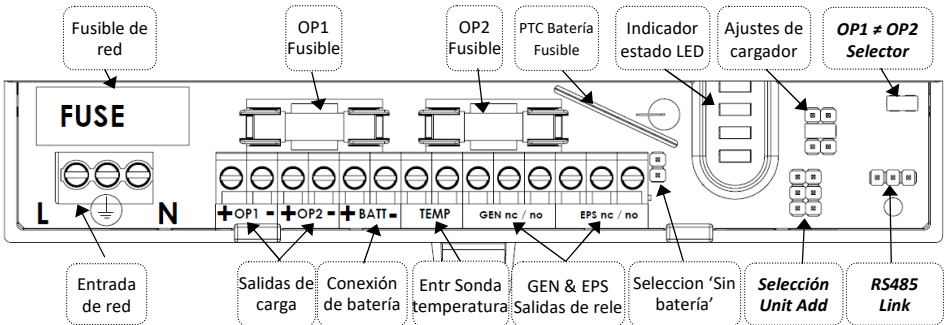 Fusible de
red
OP1
Fusible
OP2
Fusible
PTC Batería
Fusible
Indicador
estado LED
Ajustes de
cargador
OP1 ≠ OP2
Selector
FUSE
L
N
+ OP1 -
+ OP2 -
+ BATT -
TEMP
GEN nc / no
EPS nc / no
Entrada
de red
Salidas de
carga
Conexión
de batería
Entr Sonda
temperatura
GEN & EPS
Salidas de rele
Seleccion ‘Sin
batería’
Selección
Unit Add
RS485
Link